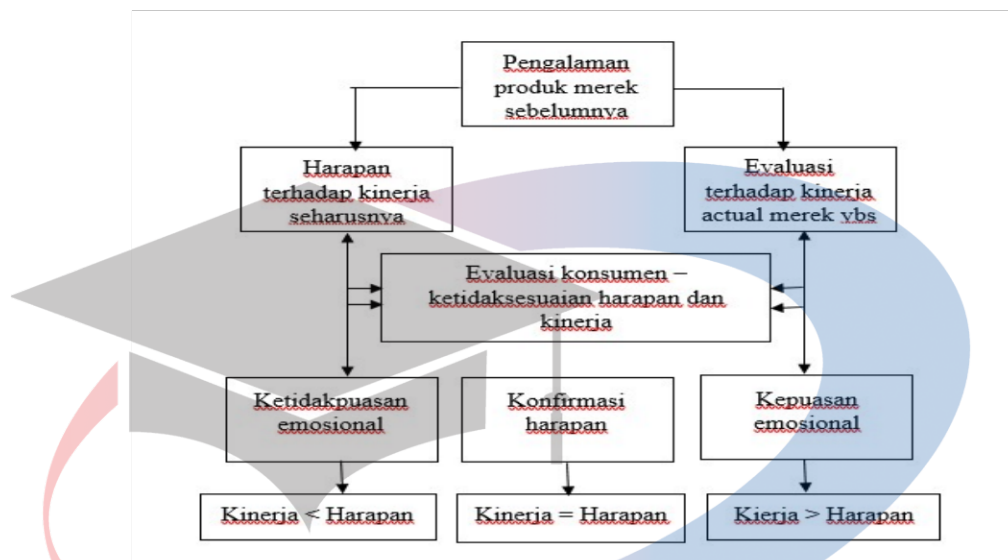 Pengalaman
produk merek
sebelumnya
Harapan
terhadap kinerja
seharusnya
Evaluasi
terhadap kinerja
actual merek ybs
Evaluasi konsumen –
ketidaksesuaian harapan dan
kinerja
Ketidakpuasan
emosional
Konfirmasi
harapan
Kepuasan
emosional
Kinerja < Harapan
Kinerja = Harapan
Kierja > Harapan